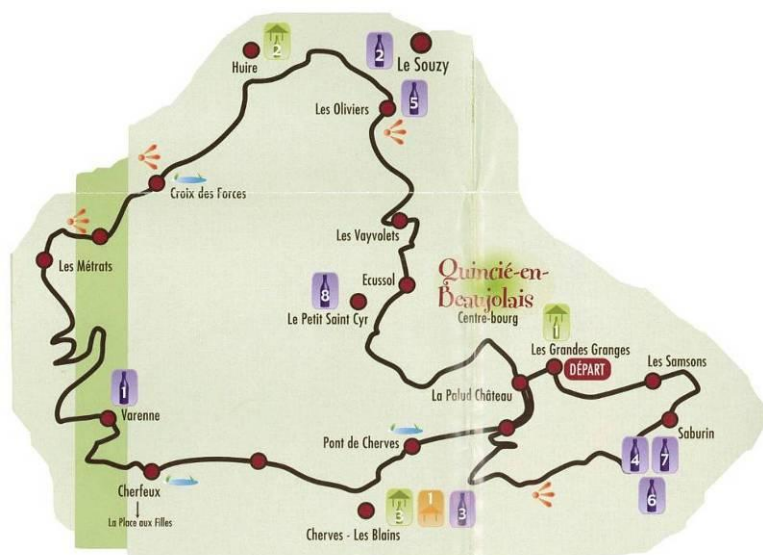 2
2
Huire
Le Souzy
5
Les Oliviers
Croix des Forces
Les Vayvolets
Les Métrats
Ecussol
Quincié-en-
Beaujolais
Centre-bourg
8
Le Petit Saint Cyr
1
Les Grandes Granges
DÉPART
Les Samsons
La Palud Château
1
Varenne
Pont de Cherves
Saburin
4
7
6
Cherfeux
La Place aux Filles
3
1
3
Cherves - Les Blains